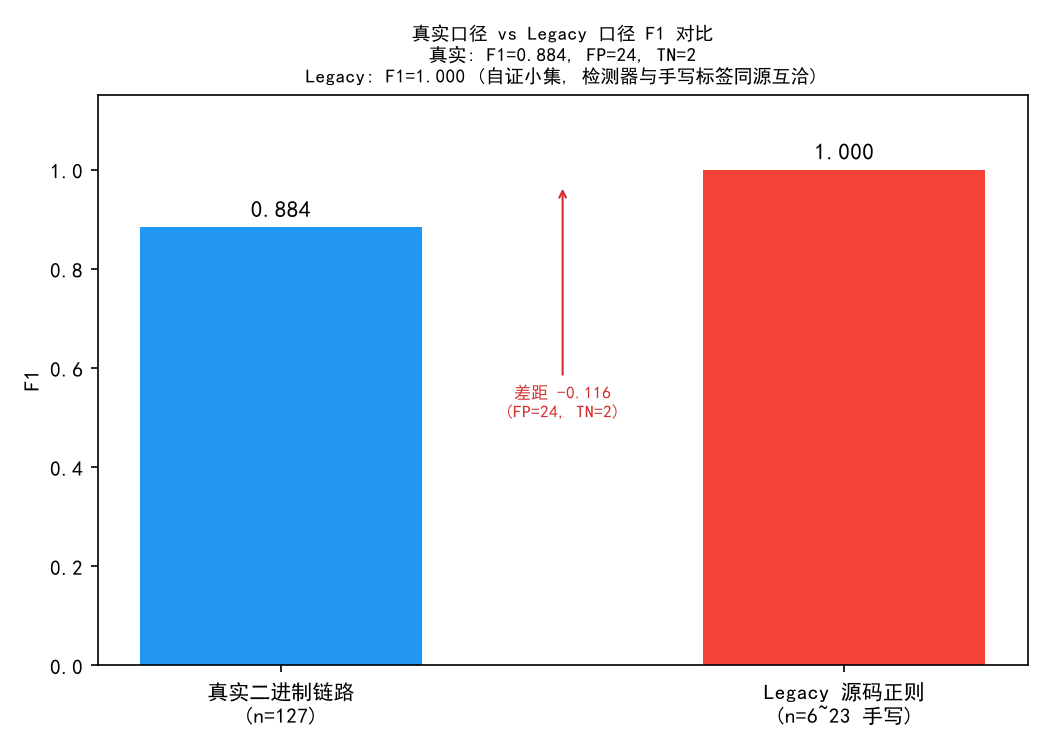 真实口径 vs Legacy 口径 F1 对比
真实: F1=0.884, FP=24, TN=2
Legacy: F1=1.000 (自证小集, 检测器与手写标签同源互洽)
1.000
1.0
0.884
0.8
0.6
差距 -0.116
(FP=24, TN=2)
F1
0.4
0.2
0.0
真实二进制链路
(n=127)
Legacy 源码正则
(n=6~23 手写)